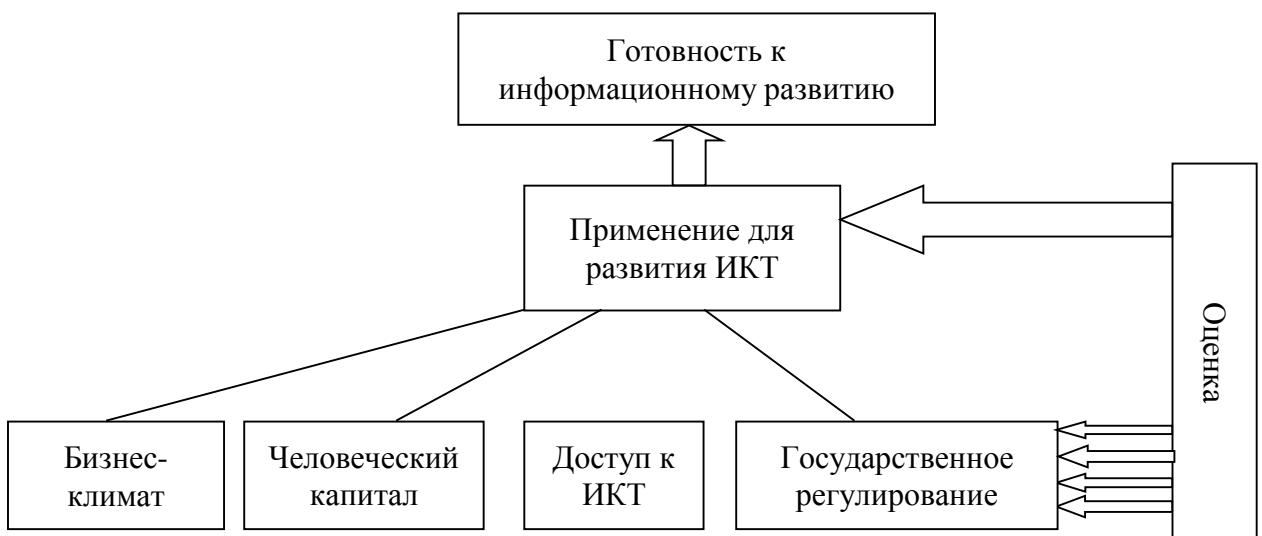 Готовность к
информационному развитию
Применение для
развития ИКТ
Оценка
Бизнес-
климат
Человеческий
капитал
Доступ к
ИКТ
Государственное
регулирование